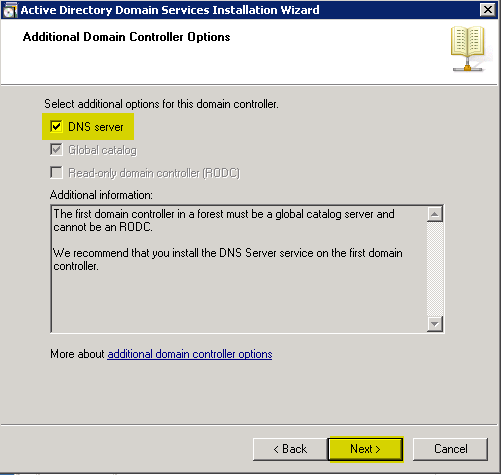 Active Directory Domain Services Installation Wizard
Additional Domain Controller Options
Select additional options for this domain controller.
DNS server
Global catalog
Read-only domain controller (RODC)
Additional information:
The first domain controller in a forest must be a global catalog server and
cannot be an RODC.
We recommend that you install the DNS Server service on the first domain
controller.
More about additional domain controller options
< Back
Next >
Cancel